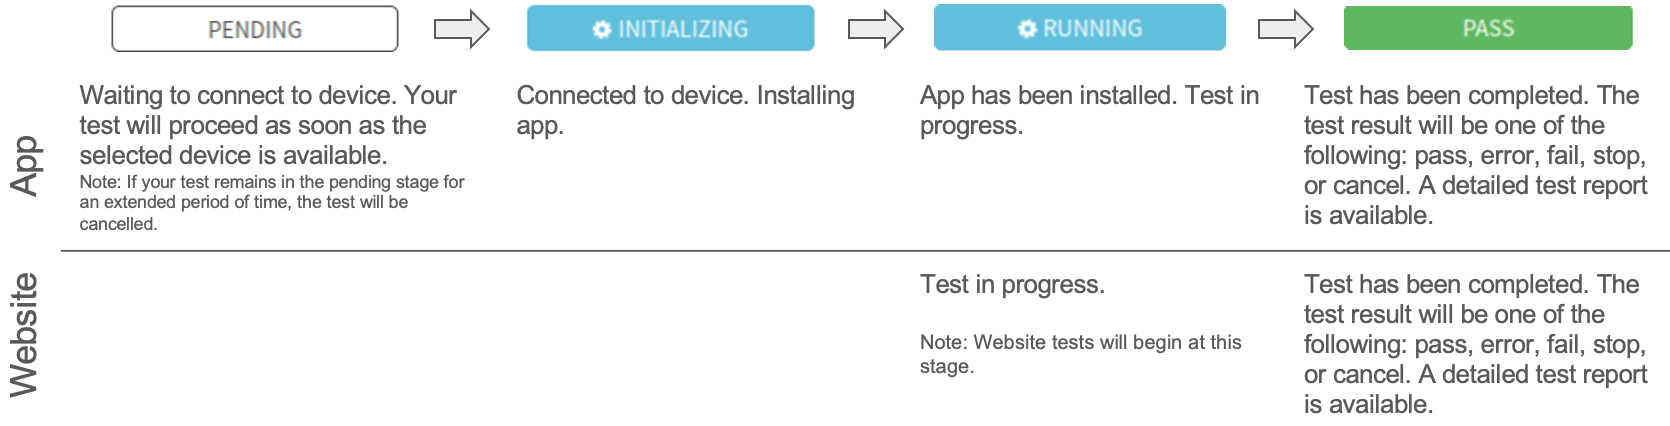 PENDING
INITIALIZING
RUNNING
PASS
App
Waiting to connect to device. Your
test will proceed as soon as the
selected device is available.
Note: If your test remains in the pending stage for
an extended period of time, the test will be
cancelled.
Connected to device. Installing
app.
App has been installed. Test in
progress.
Test has been completed. The
test result will be one of the
following: pass, error, fail, stop,
or cancel. A detailed test report
is available.
Website
Test in progress.
Note: Website tests will begin at this
stage.
Test has been completed. The
test result will be one of the
following: pass, error, fail, stop,
or cancel. A detailed test report
is available.